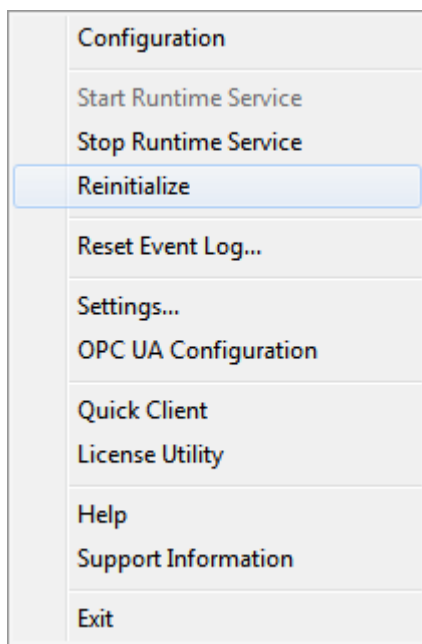 Configuration
Start Runtime Service
Stop Runtime Service
Reinitialize
Reset Event Log...
Settings...
OPC UA Configuration
Quick Client
License Utility
Help
Support Information
Exit